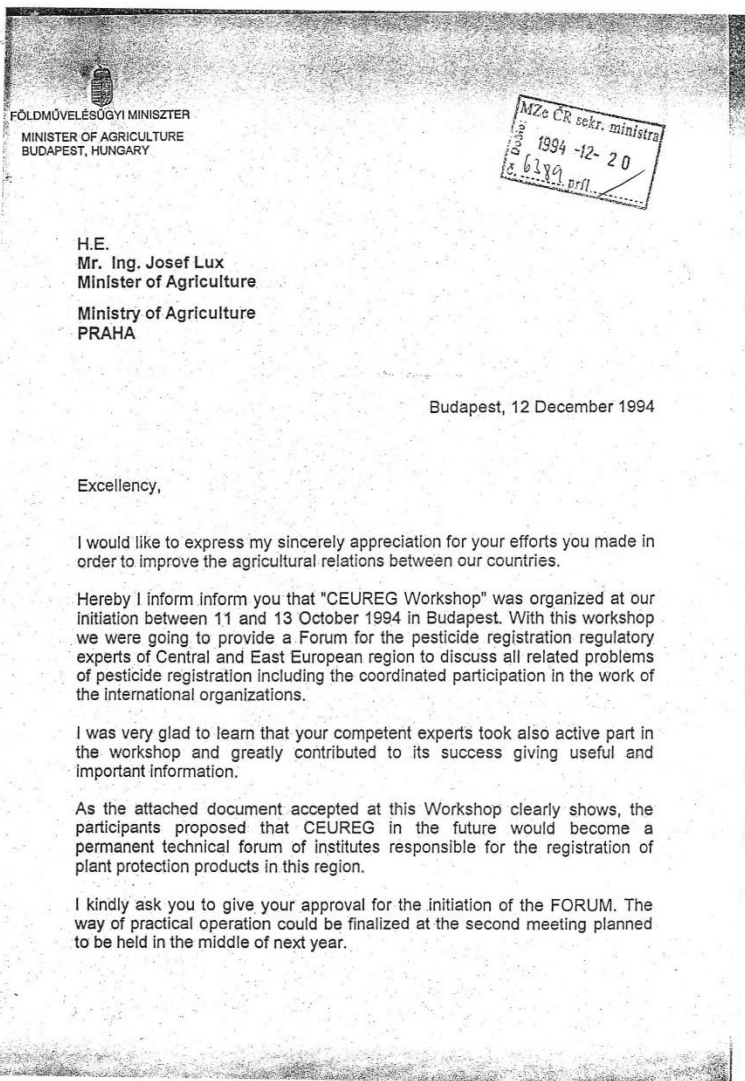 FÖLDMŰVELÉSÜGYI MINISZTER
MINISTER OF AGRICULTURE
BUDAPEST, HUNGARY
MZe ČR sekr. ministra
Došlo:
1994 -12- 20
č. 6389 příl.
H.E.
Mr. Ing. Josef Lux
Minister of Agriculture
Ministry of Agriculture
PRAHA
Budapest, 12 December 1994
Excellency,
I would like to express my sincerely appreciation for your efforts you made in
order to improve the agricultural relations between our countries.
Hereby I inform inform you that "CEUREG Workshop" was organized at our
initiation between 11 and 13 October 1994 in Budapest. With this workshop
we were going to provide a Forum for the pesticide registration regulatory
experts of Central and East European region to discuss all related problems
of pesticide registration including the coordinated participation in the work of
the international organizations.
I was very glad to learn that your competent experts took also active part in
the workshop and greatly contributed to its success giving useful and
important information.
As the attached document accepted at this Workshop clearly shows, the
participants proposed that CEUREG in the future would become a
permanent technical forum of institutes responsible for the registration of
plant protection products in this region.
I kindly ask you to give your approval for the initiation of the FORUM. The
way of practical operation could be finalized at the second meeting planned
to be held in the middle of next year.